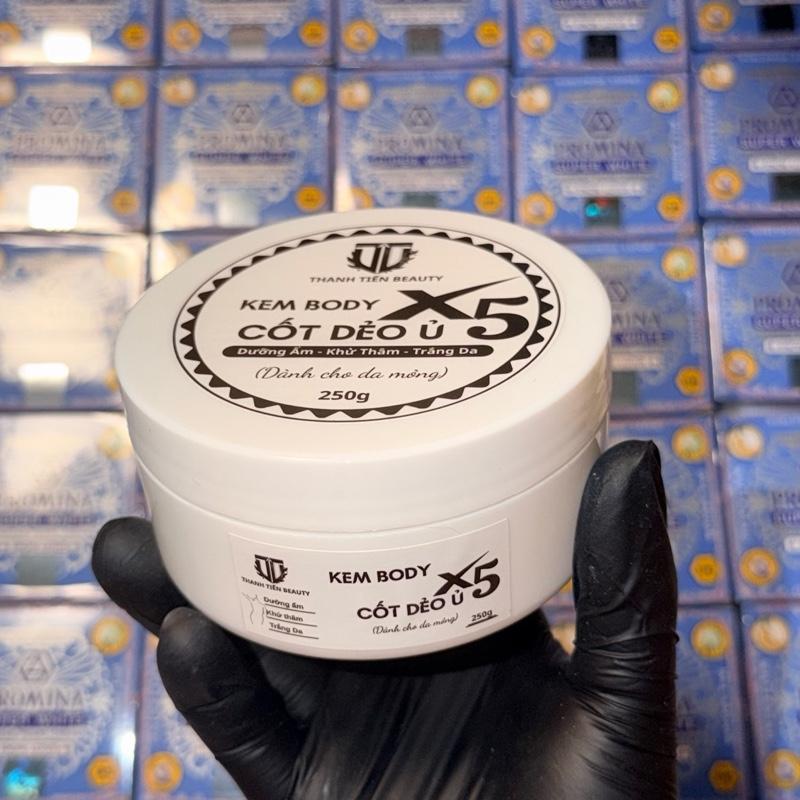 THANH TIẾN BEAUTY
KEM BODY X5
CỐT DẺO Ủ
Dưỡng Ẩm - Khử Thâm - Trắng Da
(Dành cho da mỏng)
250g
THANH TIẾN BEAUTY
Dưỡng ẩm
Khử thâm
Trắng Da
KEM BODY X5
CỐT DẺO Ủ
(Dành cho da mỏng)
250g
PROMINA
SUPER WHITE